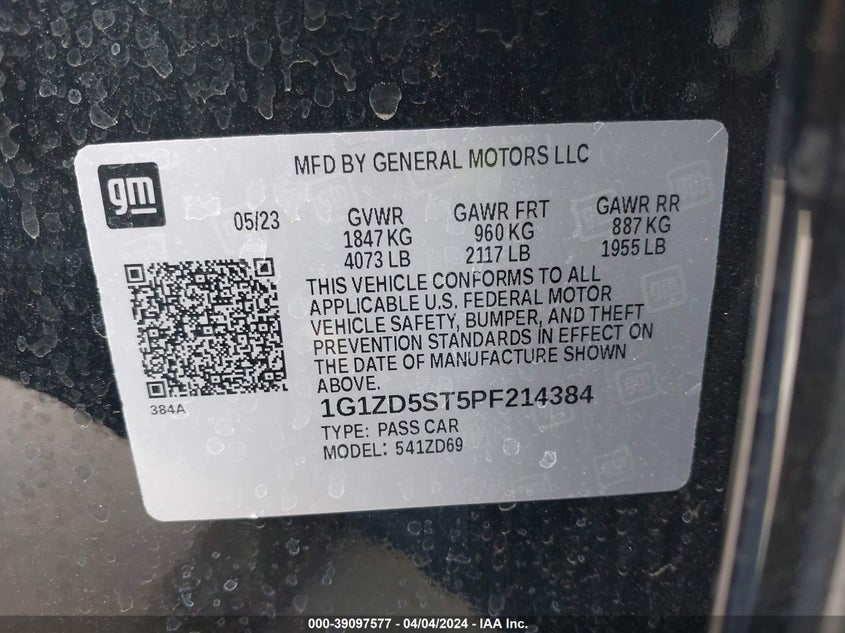 MFD BY GENERAL MOTORS LLC
gm
05/23
GVWR
1847 KG
4073 LB
GAWR FRT
960 KG
2117 LB
GAWR RR
887 KG
1955 LB
THIS VEHICLE CONFORMS TO ALL
APPLICABLE U.S. FEDERAL MOTOR
VEHICLE SAFETY, BUMPER, AND THEFT
PREVENTION STANDARDS IN EFFECT ON
THE DATE OF MANUFACTURE SHOWN
ABOVE.
384A
1G1ZD5ST5PF214384
TYPE: PASS CAR
MODEL: 541ZD69
000-39097577 - 04/04/2024 - IAA Inc.